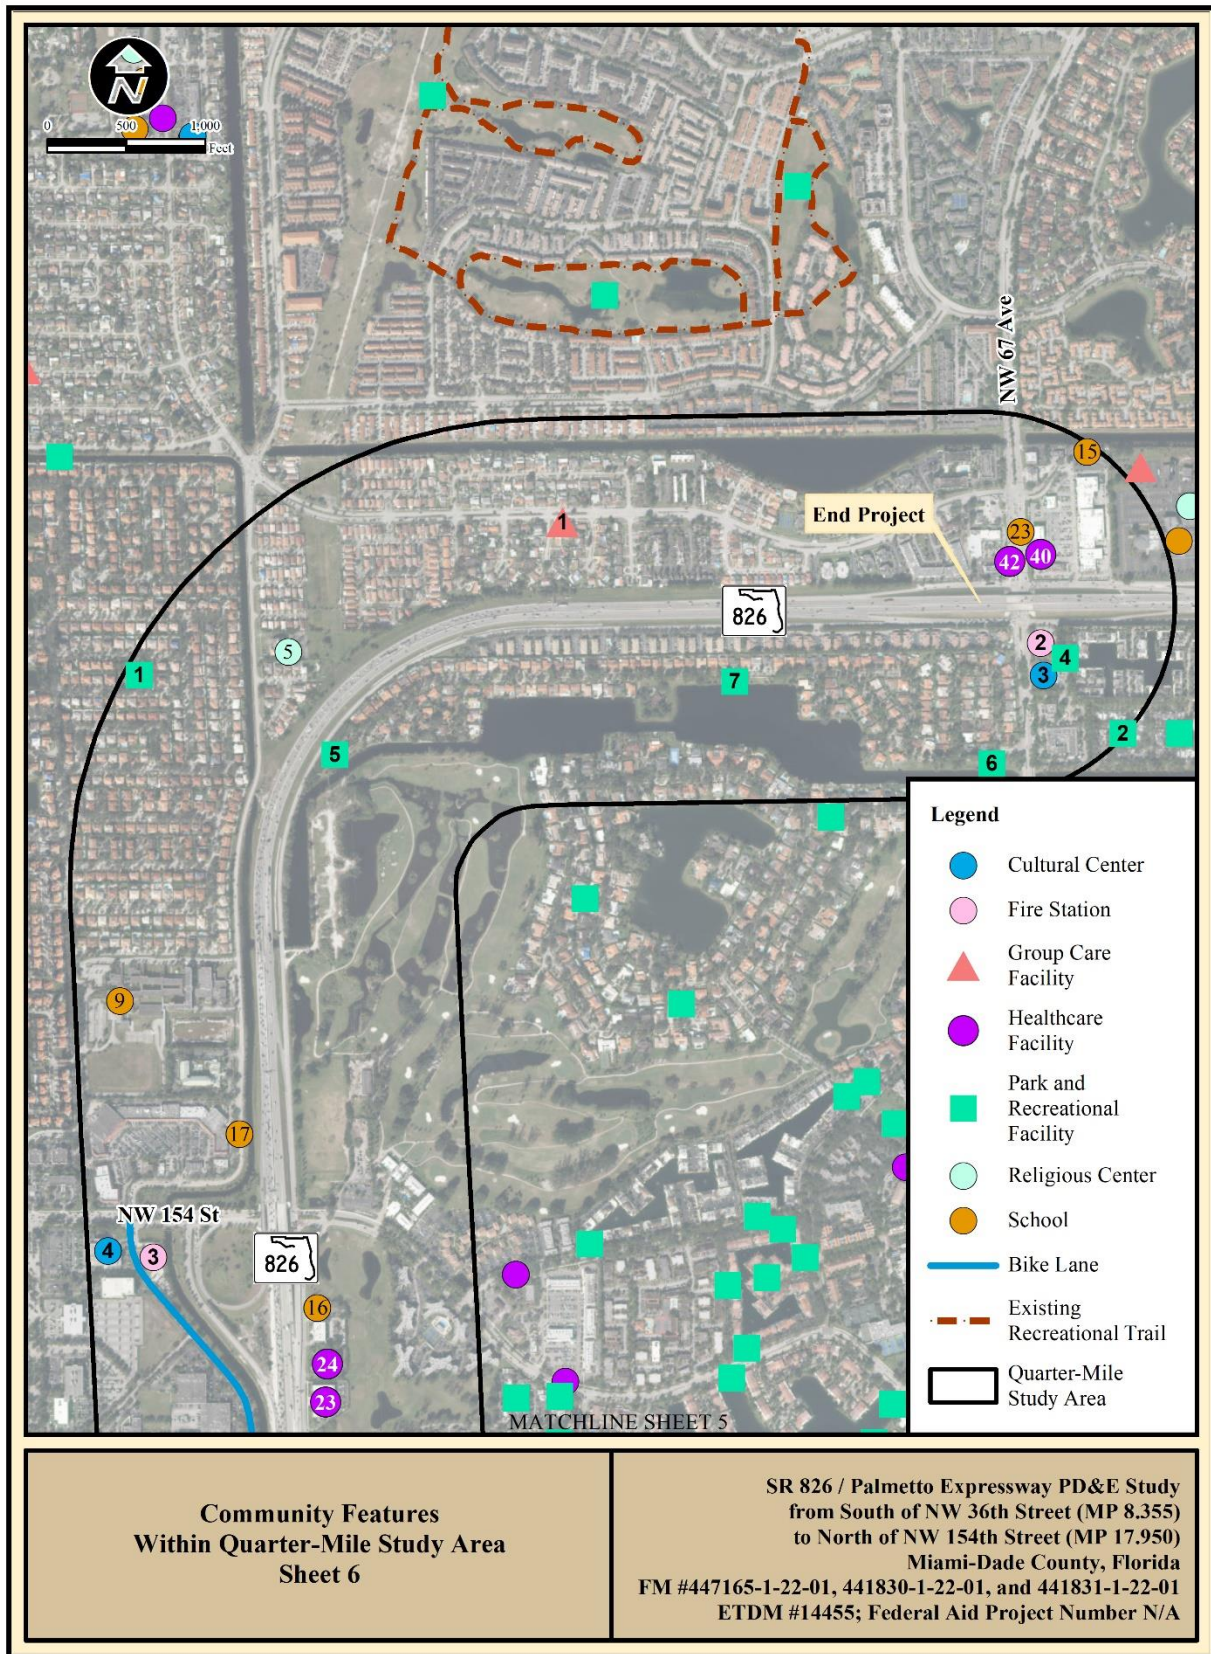 N
0 500 1,000
Feet
NW 67 Ave
15
1
End Project
23
42 40
826
2
5
4
1
3
7
5
2
6
9
17
NW 154 St
4
3
826
16
24
23
MATCHLINE SHEET 5
Legend
Cultural Center
Fire Station
Group Care
Facility
Healthcare
Facility
Park and
Recreational
Facility
Religious Center
School
Bike Lane
Existing
Recreational Trail
Quarter-Mile
Study Area
Community Features
Within Quarter-Mile Study Area
Sheet 6
SR 826 / Palmetto Expressway PD&E Study
from South of NW 36th Street (MP 8.355)
to North of NW 154th Street (MP 17.950)
Miami-Dade County, Florida
FM #447165-1-22-01, 441830-1-22-01, and 441831-1-22-01
ETDM #14455; Federal Aid Project Number N/A